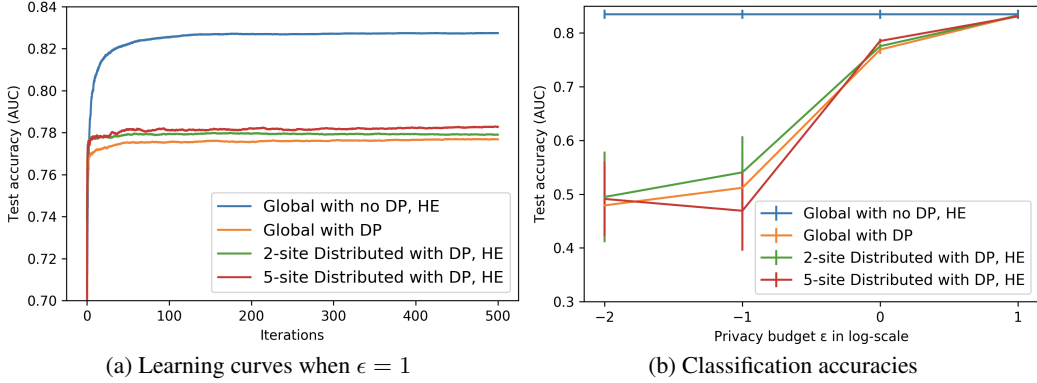 0.84
0.82
0.80
0.78
0.76
0.74
0.72
0.70
Test accuracy (AUC)
0
100
200
300
400
500
Iterations
Global with no DP, HE
Global with DP
2-site Distributed with DP, HE
5-site Distributed with DP, HE
(a) Learning curves when ϵ = 1
0.8
0.7
0.6
0.5
0.4
0.3
Test accuracy (AUC)
−2
−1
0
1
Privacy budget ε in log-scale
Global with no DP, HE
Global with DP
2-site Distributed with DP, HE
5-site Distributed with DP, HE
(b) Classification accuracies